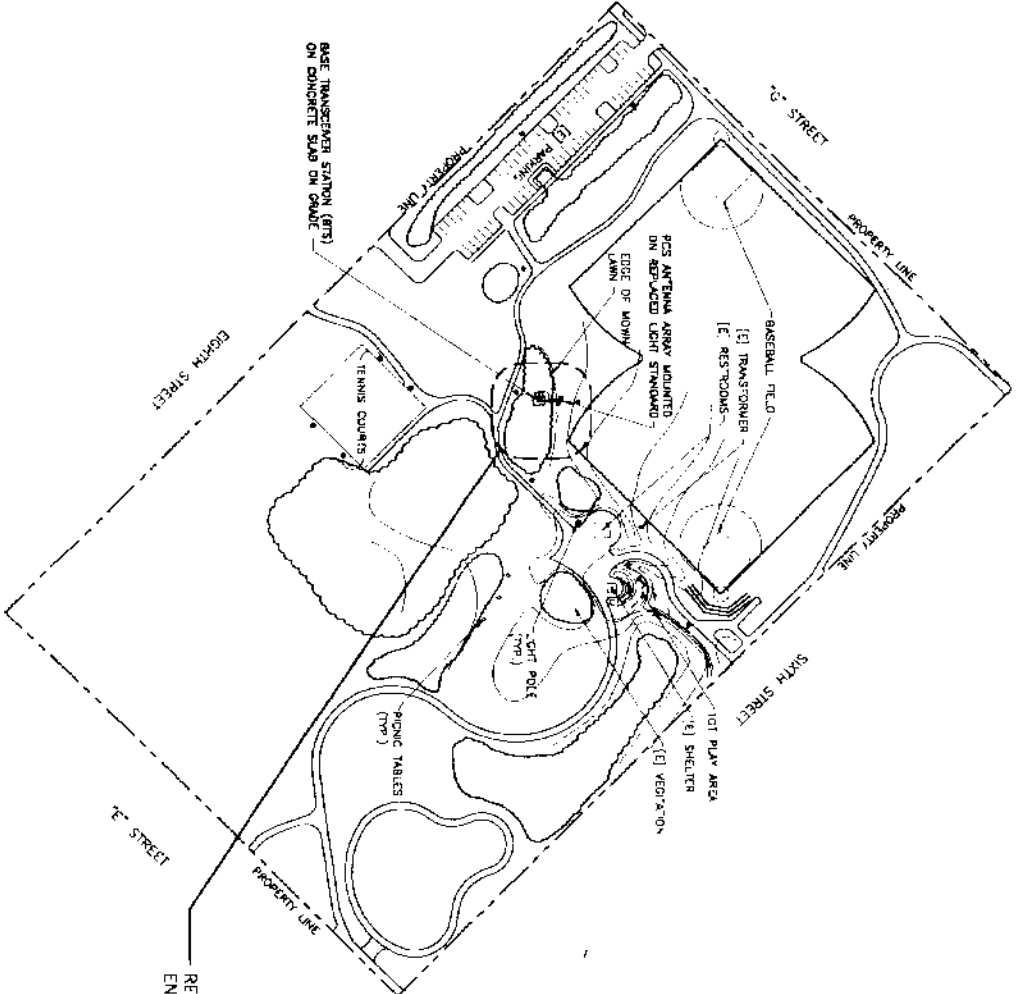 "G" STREET
PROPERTY LINE
BASE TRANSCEIVER STATION (BTS)
ON CONCRETE SLAB ON GRADE
PROPERTY LINE
[E] PARKING
PCS ANTENNA ARRAY MOUNTED
ON REPLACED LIGHT STANDARD
EDGE OF MOWN
LAWN
BASEBALL FIELD
[E] TRANSFORMER
[E] RESTROOMS
PROPERTY LINE
EIGHTH STREET
TENNIS COURTS
SIXTH STREET
TOT PLAY AREA
[E] SHELTER
[E] VEGITATION
LIGHT POLE
(TYP.)
PICNIC TABLES
(TYP.)
"E" STREET
PROPERTY LINE
RE
EN